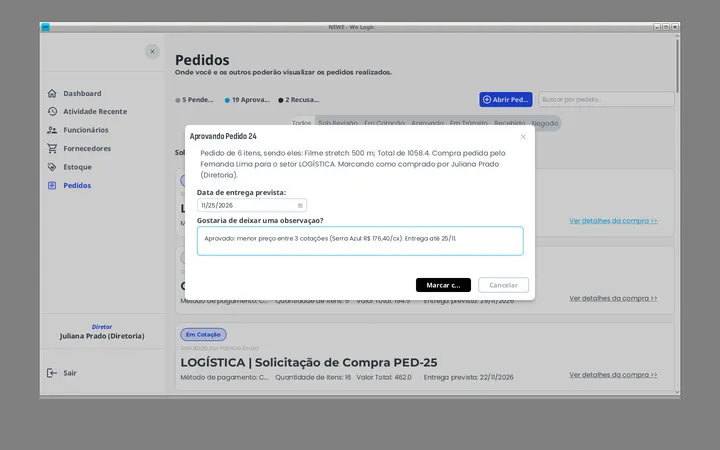 NEWE - We Logic
Pedidos
Onde você e os outros poderão visualizar os pedidos realizados.
5 Pende...
19 Aprova...
2 Recusa...
Abrir Ped...
Buscar por pedido...
Dashboard
Atividade Recente
Funcionários
Fornecedores
Estoque
Pedidos
Todos Sob Revisão Em Cotação Aprovado Em Trânsito Recebido Negado
Aprovando Pedido 24
Pedido de 6 itens, sendo eles: Filme stretch 500 m; Total de 1058.4. Compra pedida pelo
Fernanda Lima para o setor LOGÍSTICA. Marcando como comprado por Juliana Prado
(Diretoria).
Data de entrega prevista:
11/25/2026
Gostaria de deixar uma observaçao?
Aprovado: menor preço entre 3 cotações (Serra Azul R$ 176,40/cx). Entrega até 25/11.
Marcar c...
Cancelar
Ver detalhes da compra >>
Método de pagamento: C... Quantidade de itens: 5 Valor Total: 194.5 Entrega prevista: 29/11/2026
Ver detalhes da compra >>
Em Cotação
LOGÍSTICA | Solicitação de Compra PED-25
Método de pagamento: C... Quantidade de itens: 16 Valor Total: 462.0 Entrega prevista: 22/11/2026
Ver detalhes da compra >>
Diretor
Juliana Prado (Diretoria)
Sair